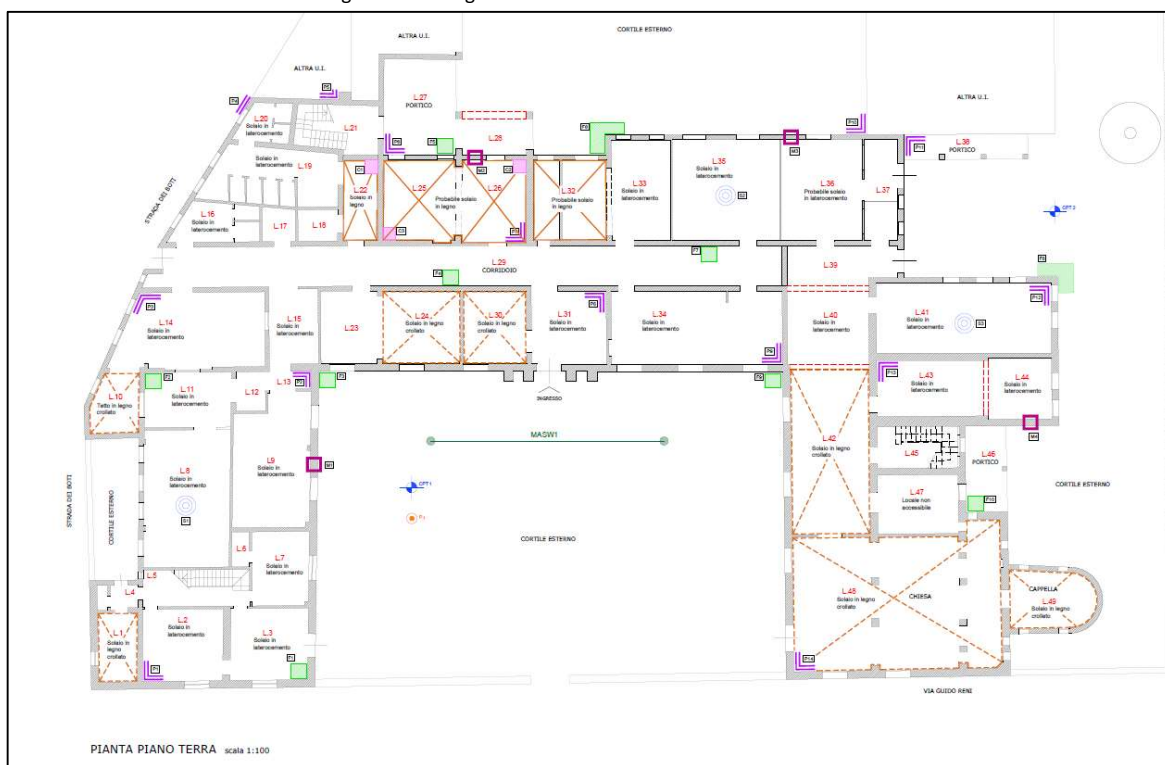 CORTILE ESTERNO
ALTRA U.I.
ALTRA U.I.
ALTRA U.I.
L.27
PORTICO
L.20
Solaio in
laterocemento
L.21
L.28
L.38
PORTICO
STRADA DEI BOTI
L.19
Solaio in
laterocemento
L.22
Solaio in
legno
L.25
Probabile solaio
in legno
L.26
L.32
Probabile solaio
in legno
L.33
Solaio in
laterocemento
L.35
Solaio in
laterocemento
L.36
Probabile solaio
in laterocemento
L.37
L.16
Solaio in
laterocemento
L.17
L.18
CPT 2
L.29
CORRIDOIO
L.39
L.14
Solaio in
laterocemento
L.15
Solaio in
laterocemento
L.23
L.24
Solaio in legno
crollato
L.30
Solaio in legno
crollato
L.31
Solaio in
laterocemento
L.34
Solaio in
laterocemento
L.40
Solaio in
laterocemento
L.41
Solaio in
laterocemento
L.10
Tetto in legno
crollato
L.11
Solaio in
laterocemento
L.12
L.13
INGRESSO
L.43
Solaio in
laterocemento
L.44
Solaio in
laterocemento
MASW1
L.42
Solaio in legno
crollato
L.45
L.46
PORTICO
L.8
Solaio in
laterocemento
L.9
Solaio in
laterocemento
CPT 1
L.47
Locale non
accessibile
CORTILE ESTERNO
STRADA DEI BOTI
CORTILE ESTERNO
CORTILE ESTERNO
L.6
L.7
Solaio in
laterocemento
L.5
L.4
L.48
Solaio in legno
crollato
CHIESA
CAPPELLA
L.49
Solaio in legno
crollato
L.1
Solaio in
legno
crollato
L.2
Solaio in
laterocemento
L.3
Solaio in
laterocemento
VIA GUIDO RENI
PIANTA PIANO TERRA scala 1:100